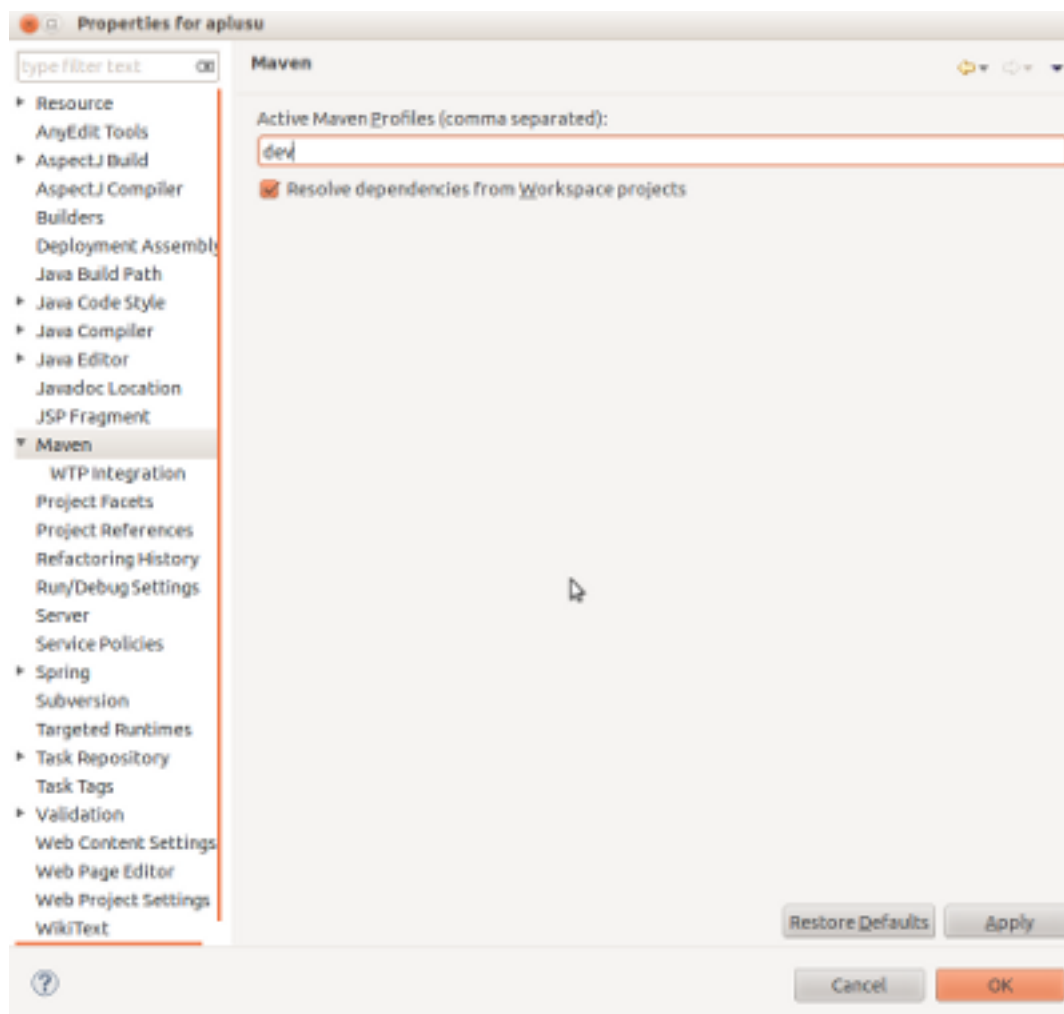 Properties for aplusu
type filter text
Maven
Resource
AnyEdit Tools
AspectJ Build
AspectJ Compiler
Builders
Deployment Assembly
Java Build Path
Java Code Style
Java Compiler
Java Editor
Javadoc Location
JSP Fragment
Maven
WTP Integration
Project Facets
Project References
Refactoring History
Run/Debug Settings
Server
Service Policies
Spring
Subversion
Targeted Runtimes
Task Repository
Task Tags
Validation
Web Content Settings
Web Page Editor
Web Project Settings
WikiText
Active Maven Profiles (comma separated):
dev
Resolve dependencies from Workspace projects
Restore Defaults
Apply
?
Cancel
OK